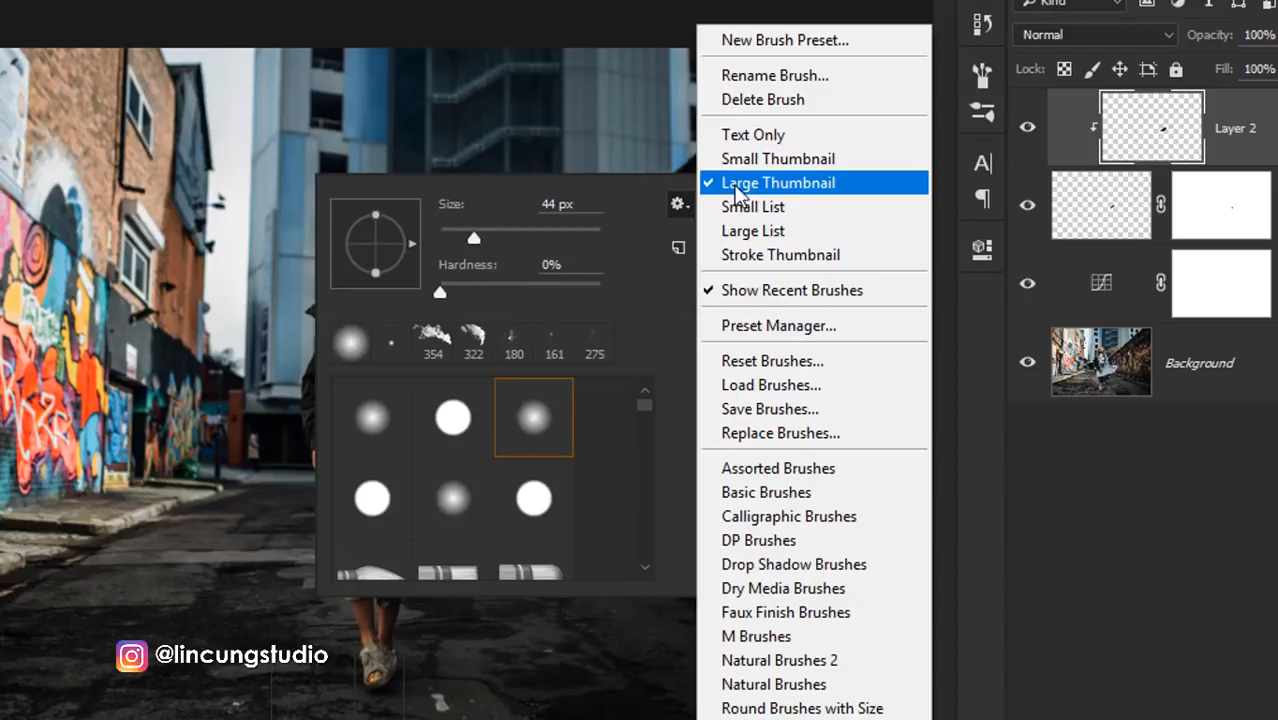 Kind
Normal
Opacity: 100%
Lock:
Fill: 100%
Layer 2
Background
Size:
44 px
Hardness:
0%
354
322
180
161
275
New Brush Preset...
Rename Brush...
Delete Brush
Text Only
Small Thumbnail
Large Thumbnail
Small List
Large List
Stroke Thumbnail
Show Recent Brushes
Preset Manager...
Reset Brushes...
Load Brushes...
Save Brushes...
Replace Brushes...
Assorted Brushes
Basic Brushes
Calligraphic Brushes
DP Brushes
Drop Shadow Brushes
Dry Media Brushes
Faux Finish Brushes
M Brushes
Natural Brushes 2
Natural Brushes
Round Brushes with Size
@lincungstudio